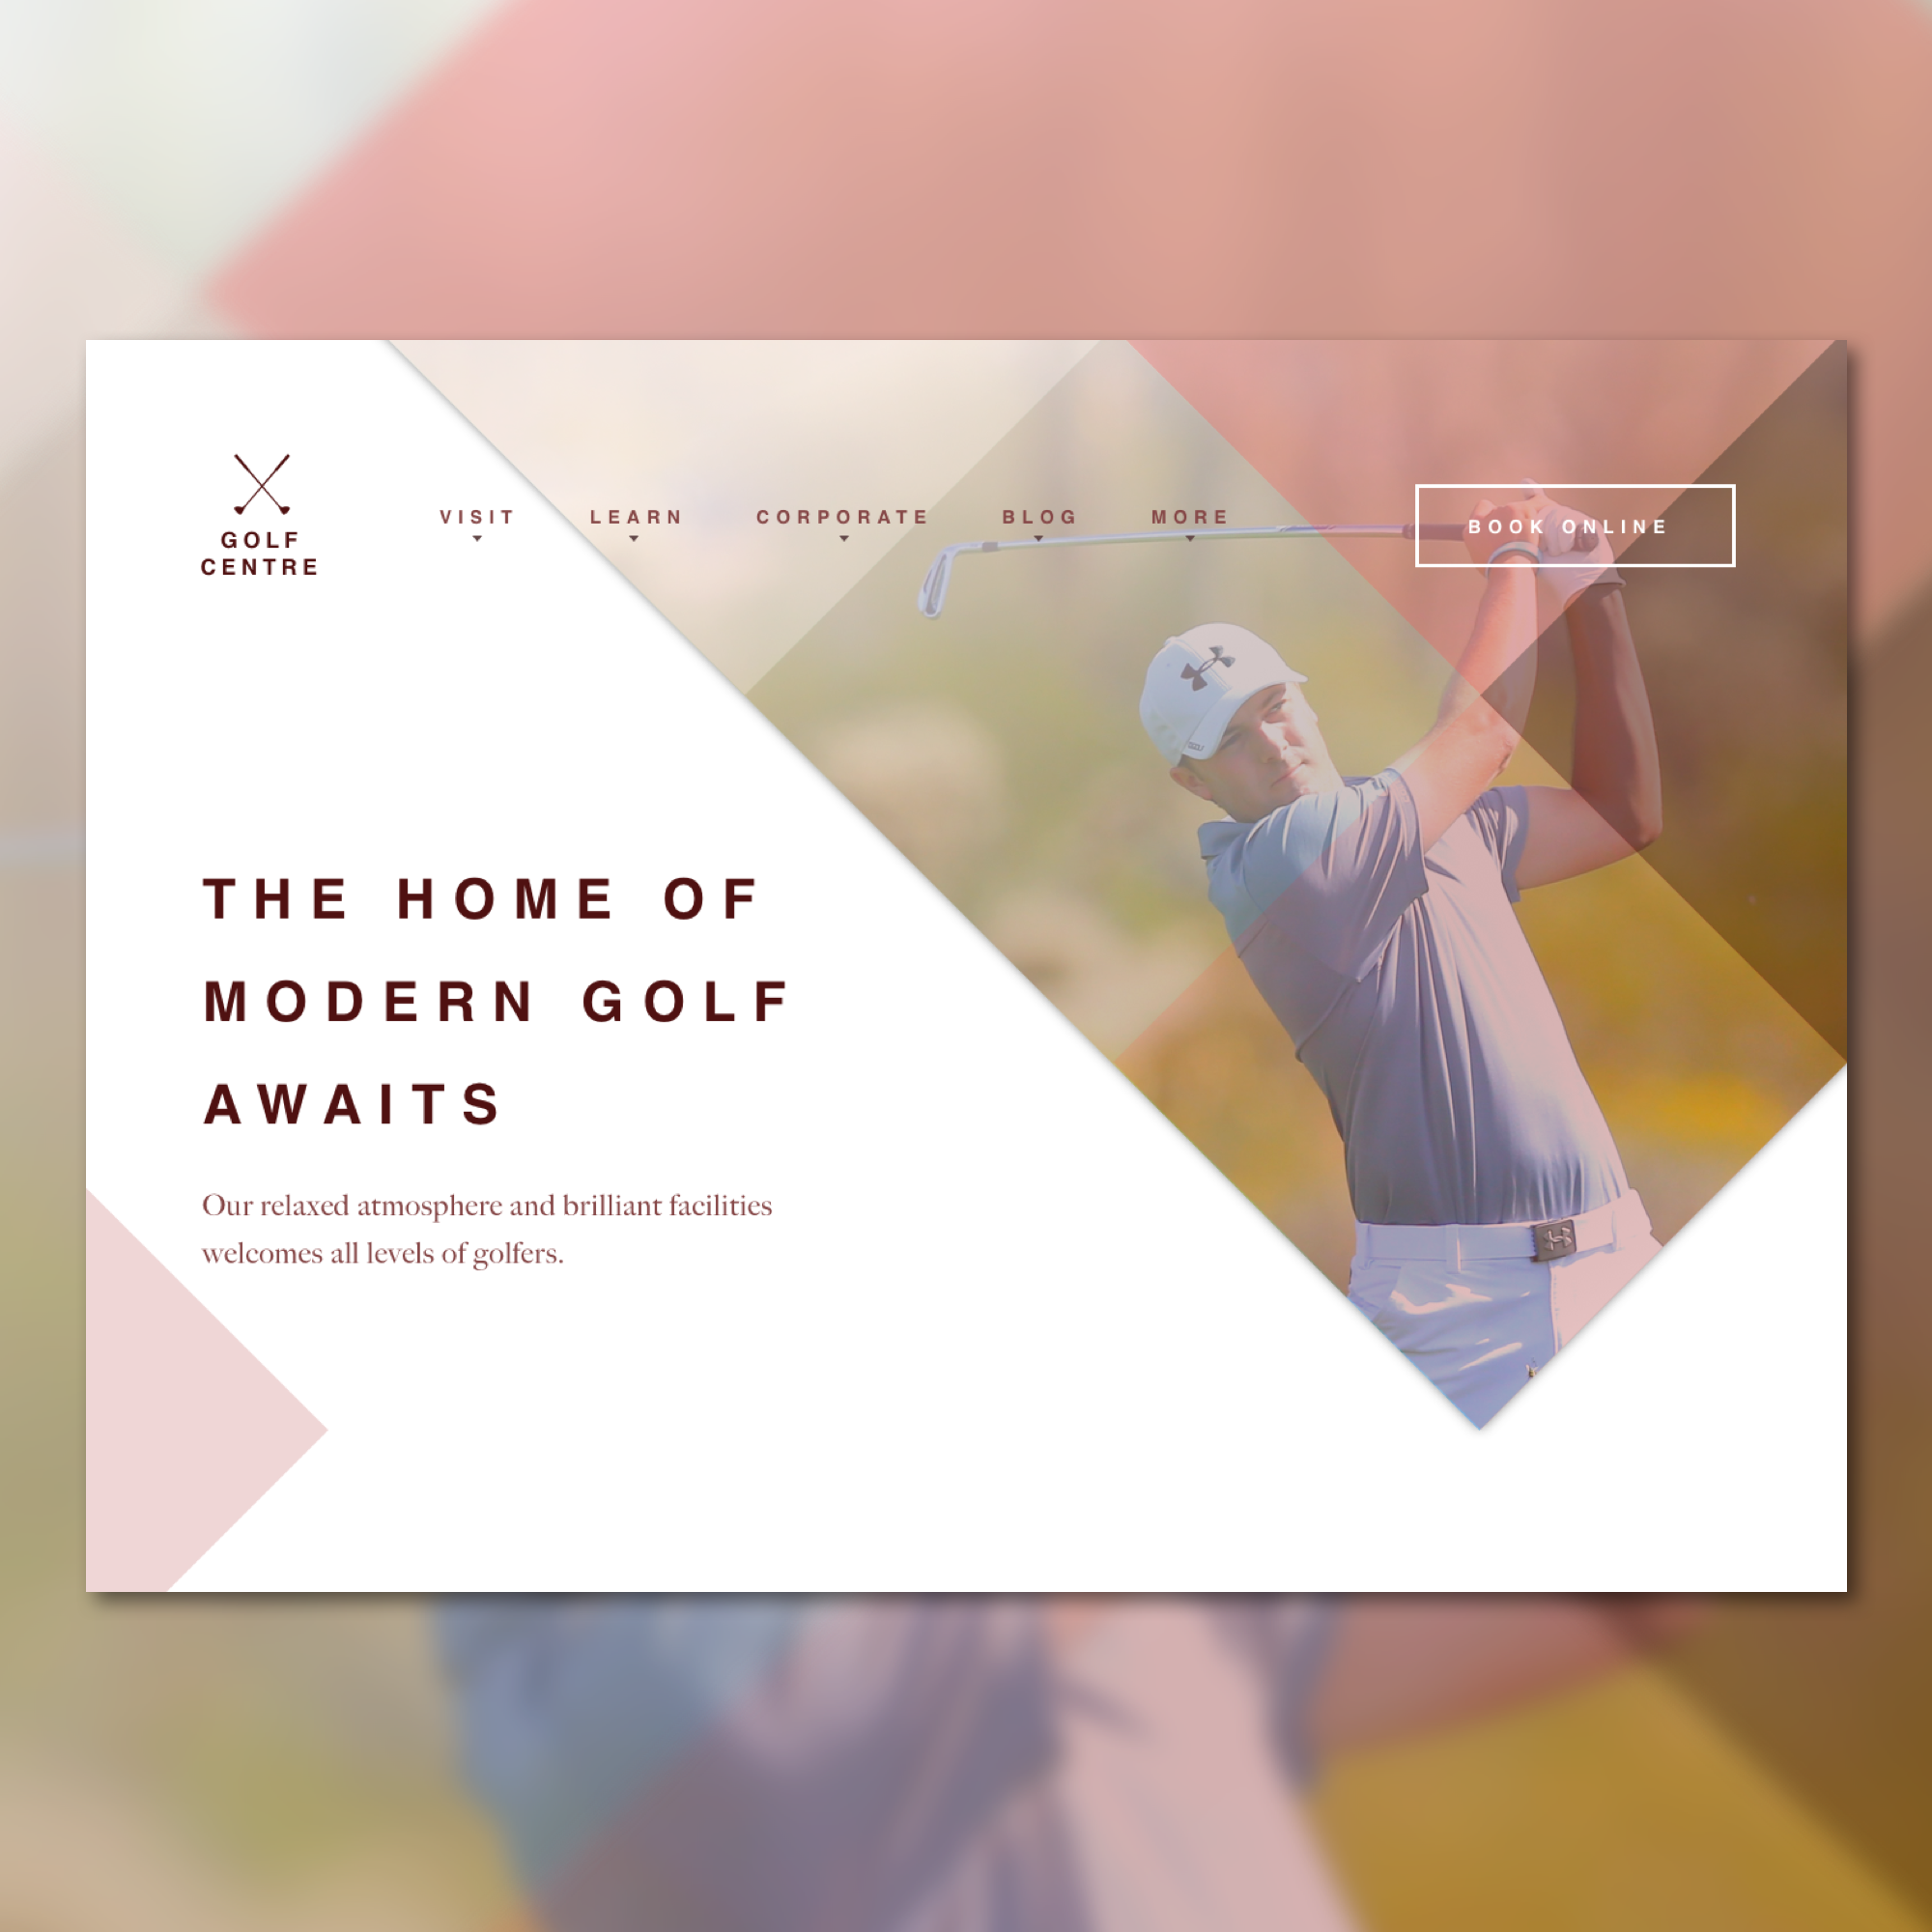 GOLF
CENTRE
VISIT
LEARN
CORPORATE
BLOG
MORE
BOOK ONLINE
THE HOME OF
MODERN GOLF
AWAITS
Our relaxed atmosphere and brilliant facilities
welcomes all levels of golfers.